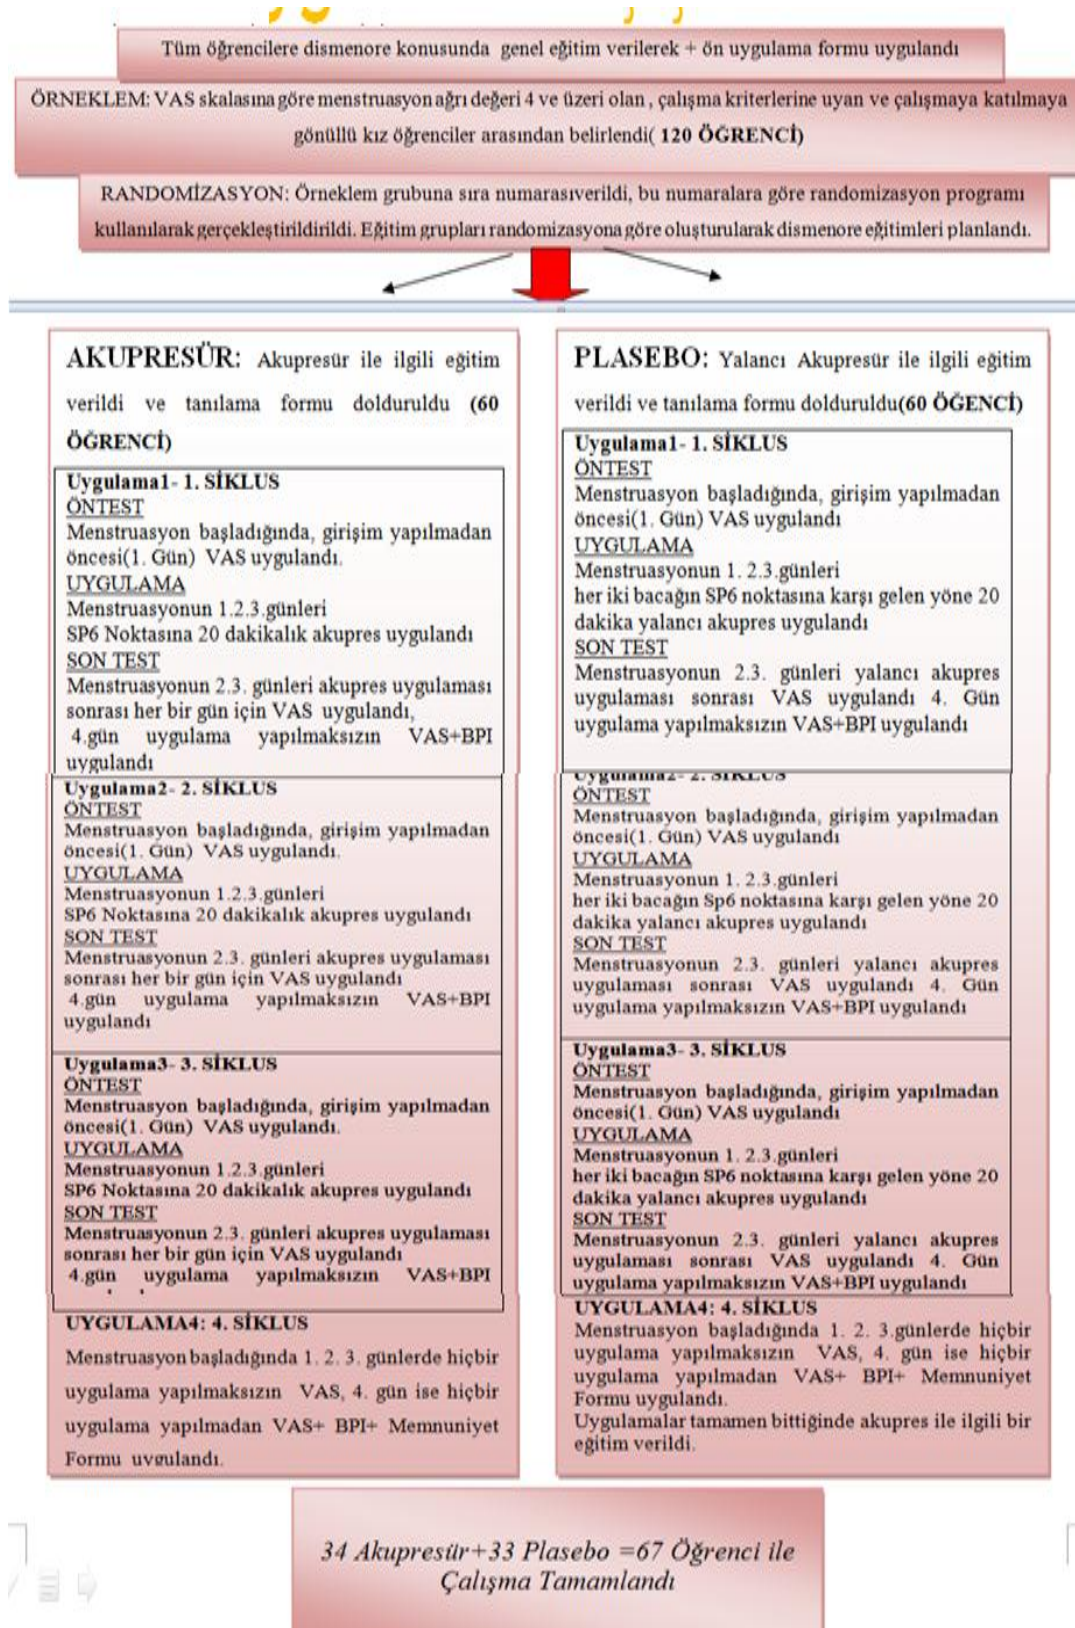 Tüm öğrencilere dismenore konusunda genel eğitim verilerek + ön uygulama formu uygulandı
ÖRNEKLEM: VAS skalasına göre menstruasyon ağrı değeri 4 ve üzeri olan , çalışma kriterlerine uyan ve çalışmaya katılmaya
gönüllü kız öğrenciler arasından belirlendi( 120 ÖĞRENCİ)
RANDOMİZASYON: Örneklem grubuna sıra numarasıverildi, bu numaralara göre randomizasyon programı
kullanılarak gerçekleştirildirildi. Eğitim grupları randomizasyona göre oluşturularak dismenore eğitimleri planlandı.
AKUPRESÜR: Akupresür ile ilgili eğitim
verildi ve tanılama formu dolduruldu (60
ÖĞRENCİ)
Uygulama1- 1. SİKLUS
ÖNTEST
Menstruasyon başladığında, girişim yapılmadan
öncesi(1. Gün) VAS uygulandı.
UYGULAMA
Menstruasyonun 1.2.3.günleri
SP6 Noktasına 20 dakikalık akupres uygulandı
SON TEST
Menstruasyonun 2.3. günleri akupres uygulaması
sonrası her bir gün için VAS uygulandı,
4.gün uygulama yapılmaksızın VAS+BPI
uygulandı
Uygulama2- 2. SİKLUS
ÖNTEST
Menstruasyon başladığında, girişim yapılmadan
öncesi(1. Gün) VAS uygulandı.
UYGULAMA
Menstruasyonun 1.2.3.günleri
SP6 Noktasına 20 dakikalık akupres uygulandı
SON TEST
Menstruasyonun 2.3. günleri akupres uygulaması
sonrası her bir gün için VAS uygulandı
4.gün uygulama yapılmaksızın VAS+BPI
uygulandı
Uygulama3- 3. SİKLUS
ÖNTEST
Menstruasyon başladığında, girişim yapılmadan
öncesi(1. Gün) VAS uygulandı.
UYGULAMA
Menstruasyonun 1.2.3.günleri
SP6 Noktasına 20 dakikalık akupres uygulandı
SON TEST
Menstruasyonun 2.3. günleri akupres uygulaması
sonrası her bir gün için VAS uygulandı
4.gün uygulama yapılmaksızın VAS+BPI
UYGULAMA4: 4. SİKLUS
Menstruasyon başladığında 1. 2. 3. günlerde hiçbir
uygulama yapılmaksızın VAS, 4. gün ise hiçbir
uygulama yapılmadan VAS+ BPI+ Memnuniyet
Formu uygulandı.
PLASEBO: Yalancı Akupresür ile ilgili eğitim
verildi ve tanılama formu dolduruldu(60 ÖĞENCİ)
Uygulama1- 1. SİKLUS
ÖNTEST
Menstruasyon başladığında, girişim yapılmadan
öncesi(1. Gün) VAS uygulandı
UYGULAMA
Menstruasyonun 1. 2.3.günleri
her iki bacağın SP6 noktasına karşı gelen yöne 20
dakika yalancı akupres uygulandı
SON TEST
Menstruasyonun 2.3. günleri yalancı akupres
uygulaması sonrası VAS uygulandı 4. Gün
uygulama yapılmaksızın VAS+BPI uygulandı
Uygulama2- 2. SİKLUS
ÖNTEST
Menstruasyon başladığında, girişim yapılmadan
öncesi(1. Gün) VAS uygulandı
UYGULAMA
Menstruasyonun 1. 2.3.günleri
her iki bacağın Sp6 noktasına karşı gelen yöne 20
dakika yalancı akupres uygulandı
SON TEST
Menstruasyonun 2.3. günleri yalancı akupres
uygulaması sonrası VAS uygulandı 4. Gün
uygulama yapılmaksızın VAS+BPI uygulandı
Uygulama3- 3. SİKLUS
ÖNTEST
Menstruasyon başladığında, girişim yapılmadan
öncesi(1. Gün) VAS uygulandı
UYGULAMA
Menstruasyonun 1. 2.3.günleri
her iki bacağın SP6 noktasına karşı gelen yöne 20
dakika yalancı akupres uygulandı
SON TEST
Menstruasyonun 2.3. günleri yalancı akupres
uygulaması sonrası VAS uygulandı 4. Gün
uygulama yapılmaksızın VAS+BPI uygulandı
UYGULAMA4: 4. SİKLUS
Menstruasyon başladığında 1. 2. 3.günlerde hiçbir
uygulama yapılmaksızın VAS, 4. gün ise hiçbir
uygulama yapılmadan VAS+ BPI+ Memnuniyet
Formu uygulandı.
Uygulamalar tamamen bittiğinde akupres ile ilgili bir
eğitim verildi.
34 Akupresür+33 Plasebo =67 Öğrenci ile
Çalışma Tamamlandı